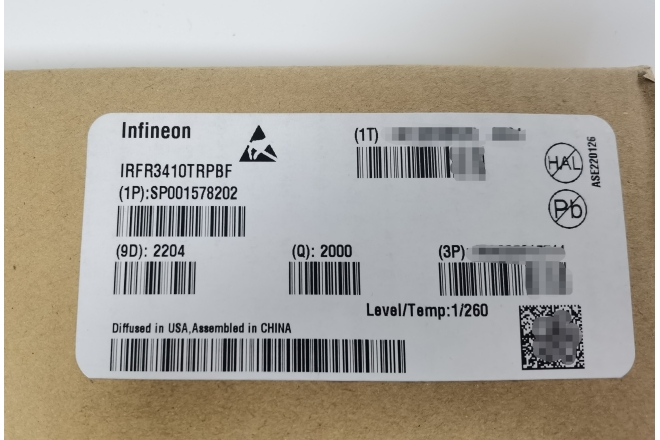 Infineon
(1T)
IRFR3410TRPBF
(1P):SP001578202
HAL
Pb
ASE220126
(9D): 2204
(Q): 2000
(3P)
Level/Temp:1/260
Diffused in USA,Assembled in CHINA